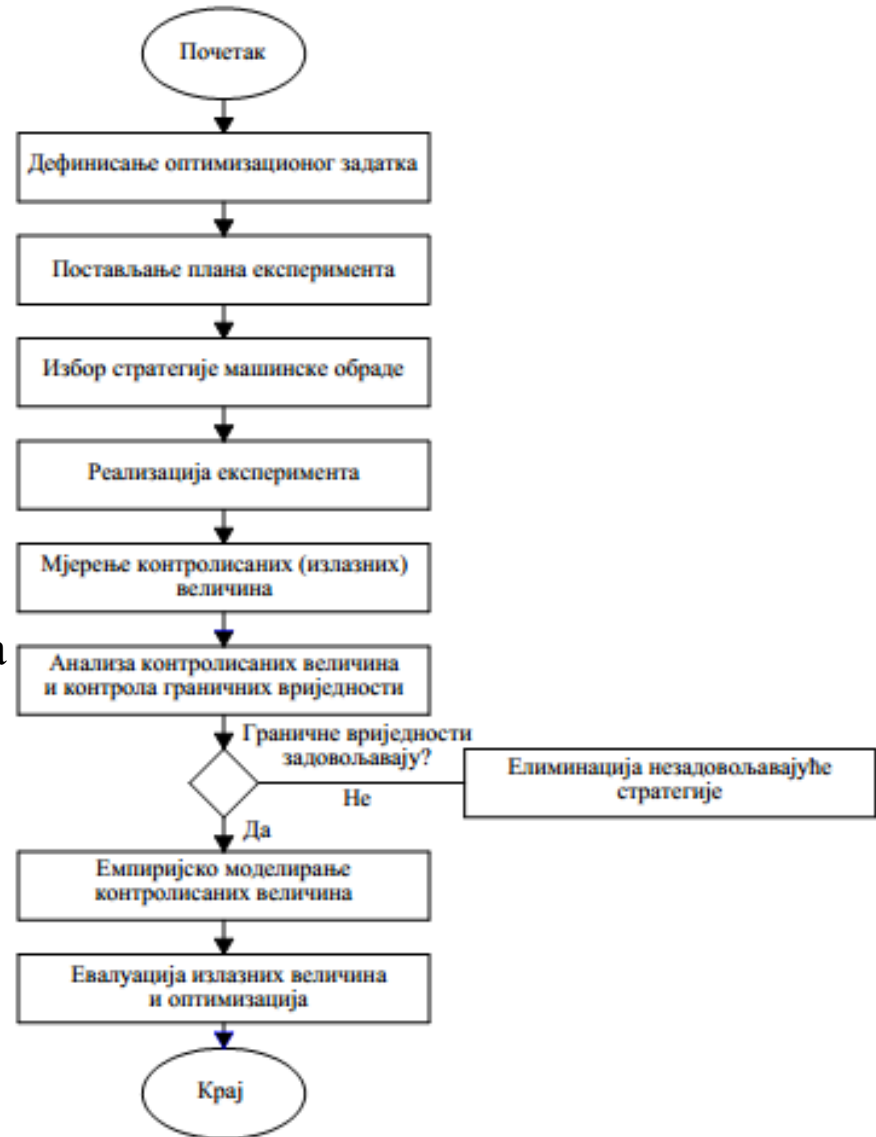 Почетак
Дефинисање оптимизационог задатка
Постављање плана експеримента
Избор стратегије машинске обраде
Реализација експеримента
Мјерење контролисаних (излазних)
величина
а
Анализа контролисаних величина
и контрола граничних вриједности
Граничне вриједности
задовољавају?
Не
Елиминација незадовољавајуће
стратегије
Да
Емпиријско моделирање
контролисаних величина
Евалуација излазних величина
и оптимизација
Крај